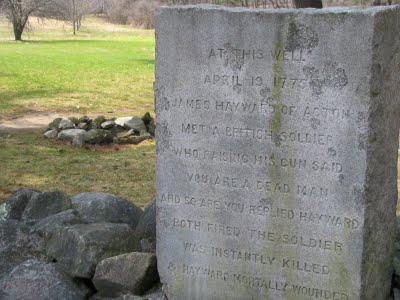 AT THIS WELL
APRIL 19, 1775
JAMES HAYWARD OF ACTON
MET A BRITISH SOLDIER
WHO RAISING HIS GUN SAID
YOU ARE A DEAD MAN
AND SO ARE YOU REPLIED HAYWARD
BOTH FIRED THE SOLDIER
WAS INSTANTLY KILLED
& HAYWARD MORTALLY WOUNDED